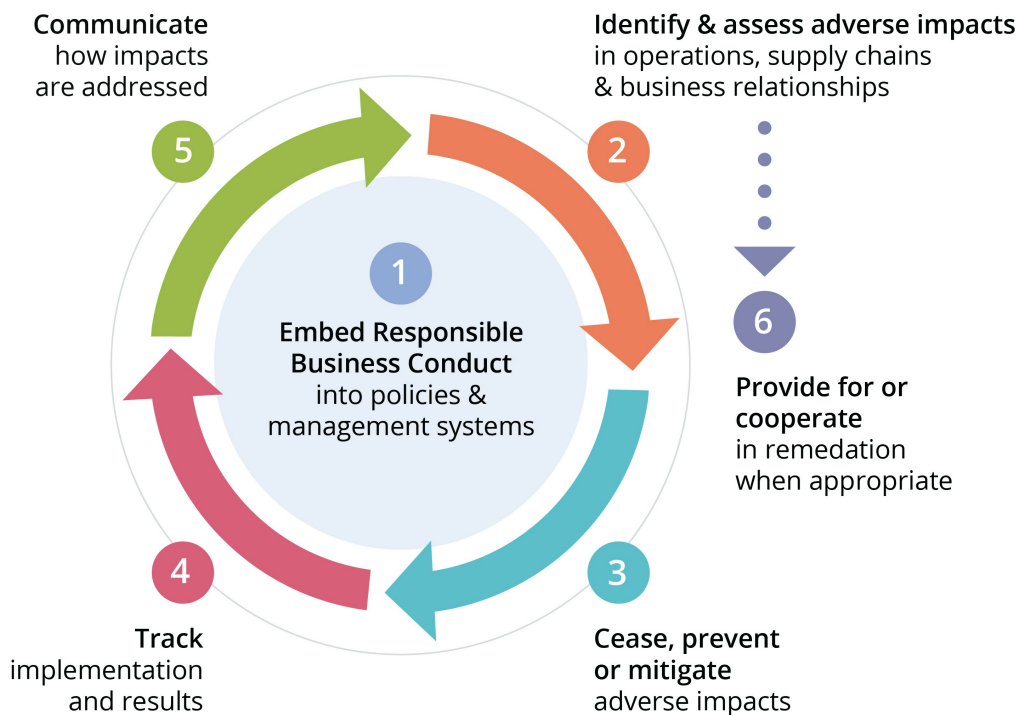 Communicate
how impacts
are addressed
5
Identify & assess adverse impacts
in operations, supply chains
& business relationships
2
1
Embed Responsible
Business Conduct
into policies &
management systems
6
Provide for or
cooperate
in remedation
when appropriate
4
Track
implementation
and results
3
Cease, prevent
or mitigate
adverse impacts